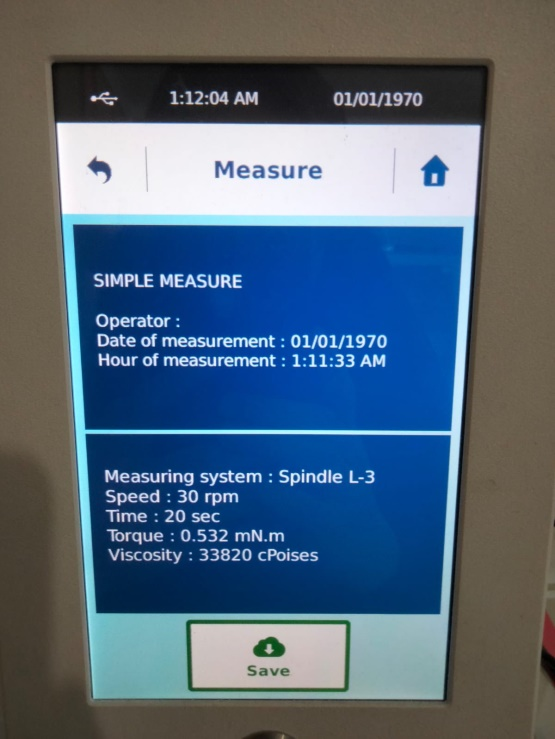 1:12:04 AM 01/01/1970
Measure
SIMPLE MEASURE
Operator :
Date of measurement : 01/01/1970
Hour of measurement : 1:11:33 AM
Measuring system : Spindle L-3
Speed : 30 rpm
Time : 20 sec
Torque : 0.532 mN.m
Viscosity : 33820 cPoises
Save